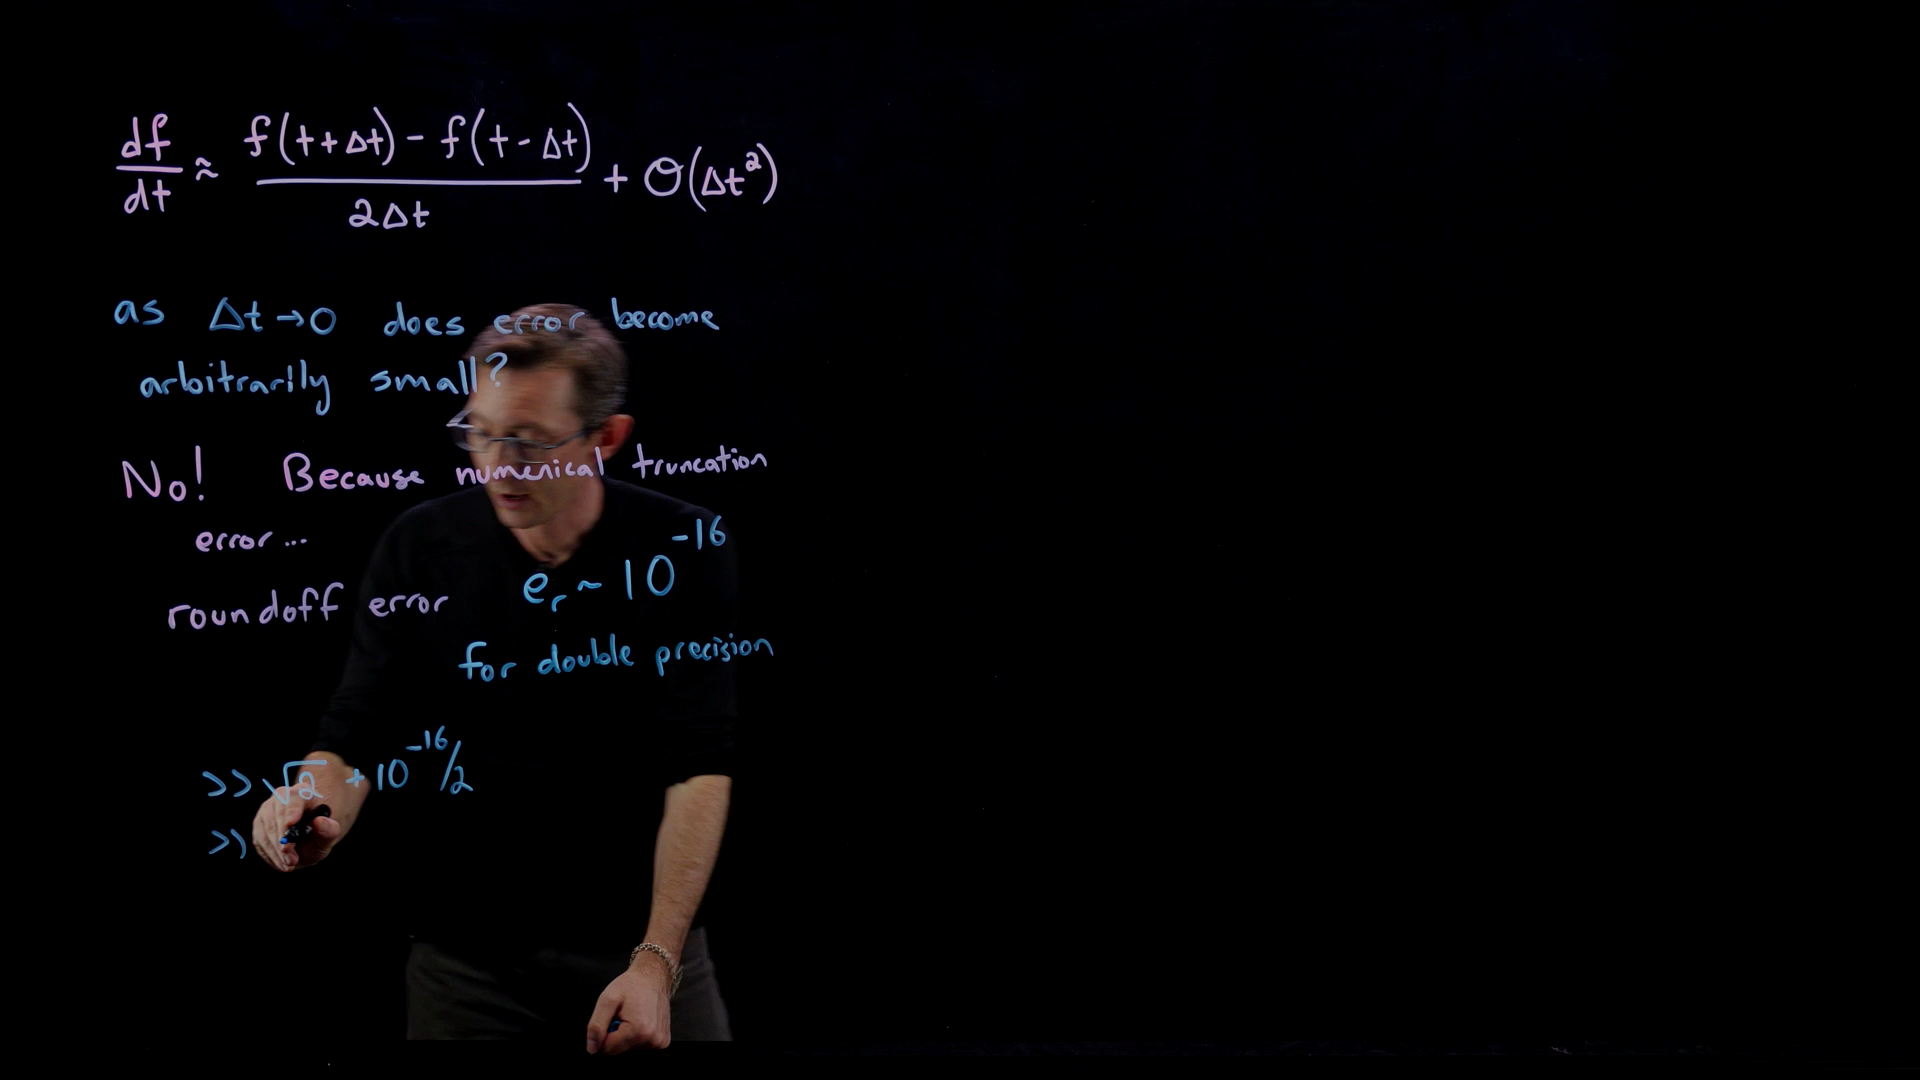 df/dt ≈ (f(t+Δt) - f(t-Δt))/(2Δt) + O(Δt²)
as Δt→0 does error become
arbitrarily small?
No! Because numerical truncation
error...
roundoff error e_r ~ 10^-16
for double precision
>> √2 + 10^-16/2
>>